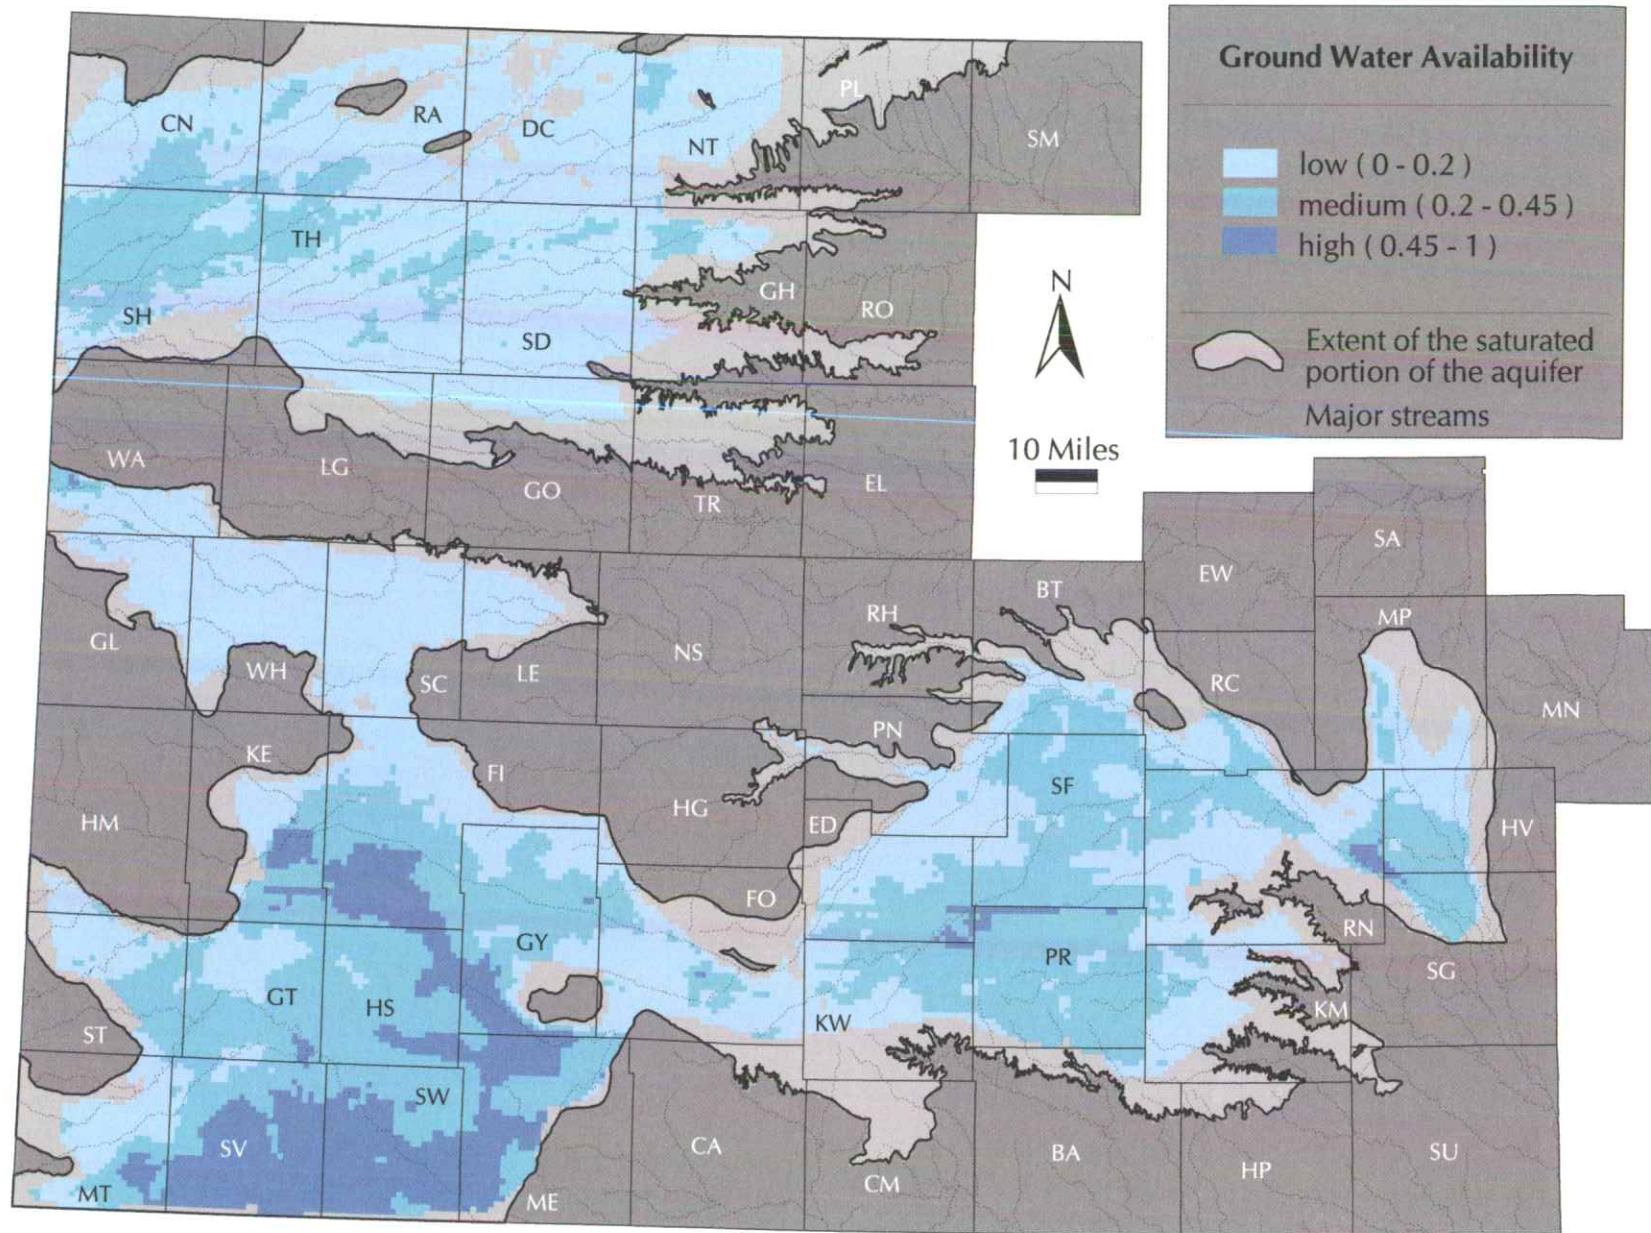 Ground Water Availability
low ( 0 - 0.2 )
medium ( 0.2 - 0.45 )
high ( 0.45 - 1 )
Extent of the saturated
portion of the aquifer
Major streams
N
10 Miles
CN
RA
DC
NT
PL
SM
SH
TH
SD
GH
RO
WA
LG
GO
TR
EL
GL
WH
SC
LE
NS
RH
BT
EW
SA
MP
RC
MN
PN
KE
FI
HM
HG
ED
SF
HV
FO
RN
GY
PR
SG
GT
HS
ST
KW
KM
SW
SV
MT
ME
CA
CM
BA
HP
SU